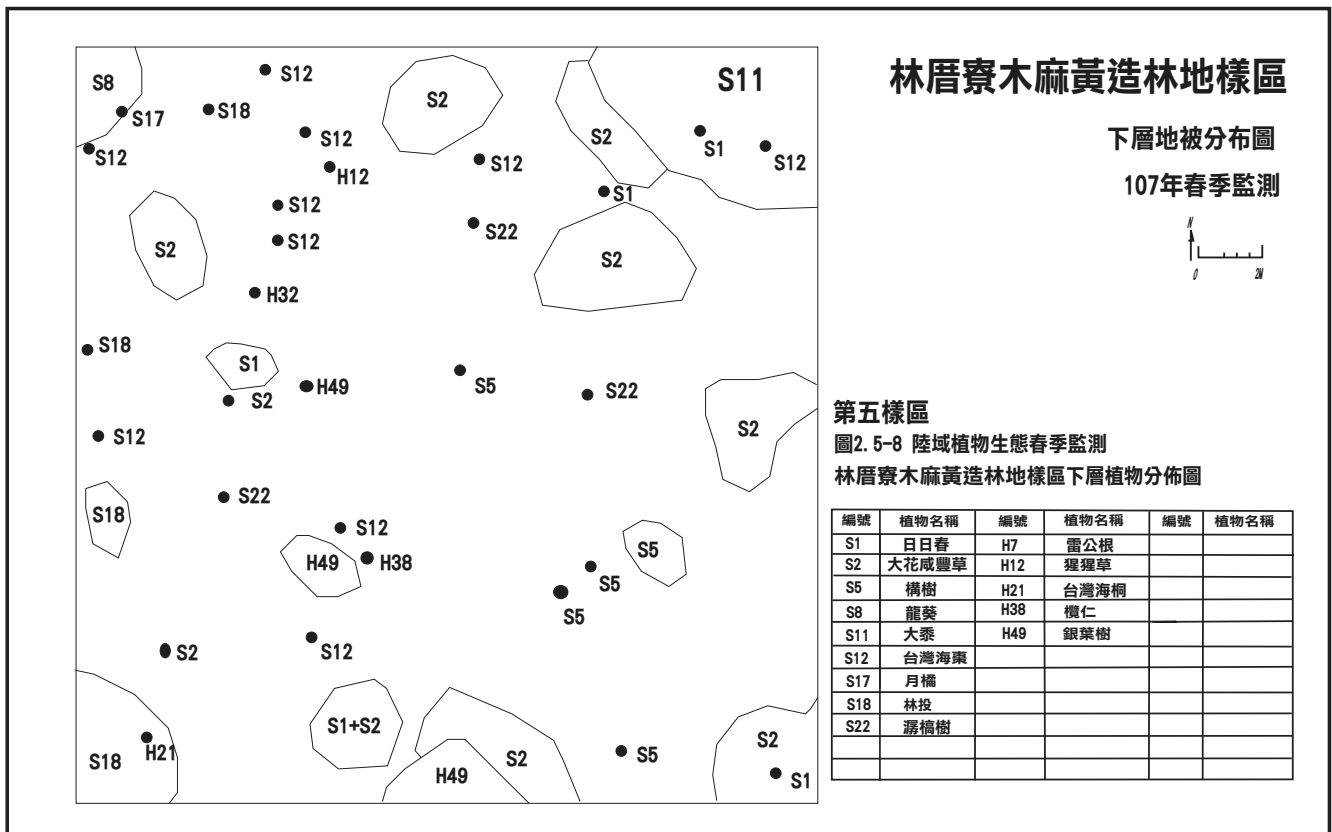 林厝寮木麻黃造林地樣區
下層地被分布圖
107年春季監測
N
0 2M
S8
S12
S2
S11
S17
S18
S12
S2
S1
S12
S12
H12
S12
S12
S1
S2
S12
S22
S12
S2
H32
S18
S1
S2
H49
S5
S22
S2
S12
S22
S18
S12
H49
H38
S5
S5
S5
S2
S12
S18
H21
S1+S2
S2
H49
S5
S2
S1
第五樣區
圖2.5-8 陸域植物生態春季監測
林厝寮木麻黃造林地樣區下層植物分佈圖
編號 植物名稱 編號 植物名稱 編號 植物名稱
S1 日日春 H7 雷公根
S2 大花咸豐草 H12 猩猩草
S5 構樹 H21 台灣海桐
S8 龍葵 H38 欖仁
S11 大黍 H49 銀葉樹
S12 台灣海棗
S17 月橘
S18 林投
S22 潺槁樹